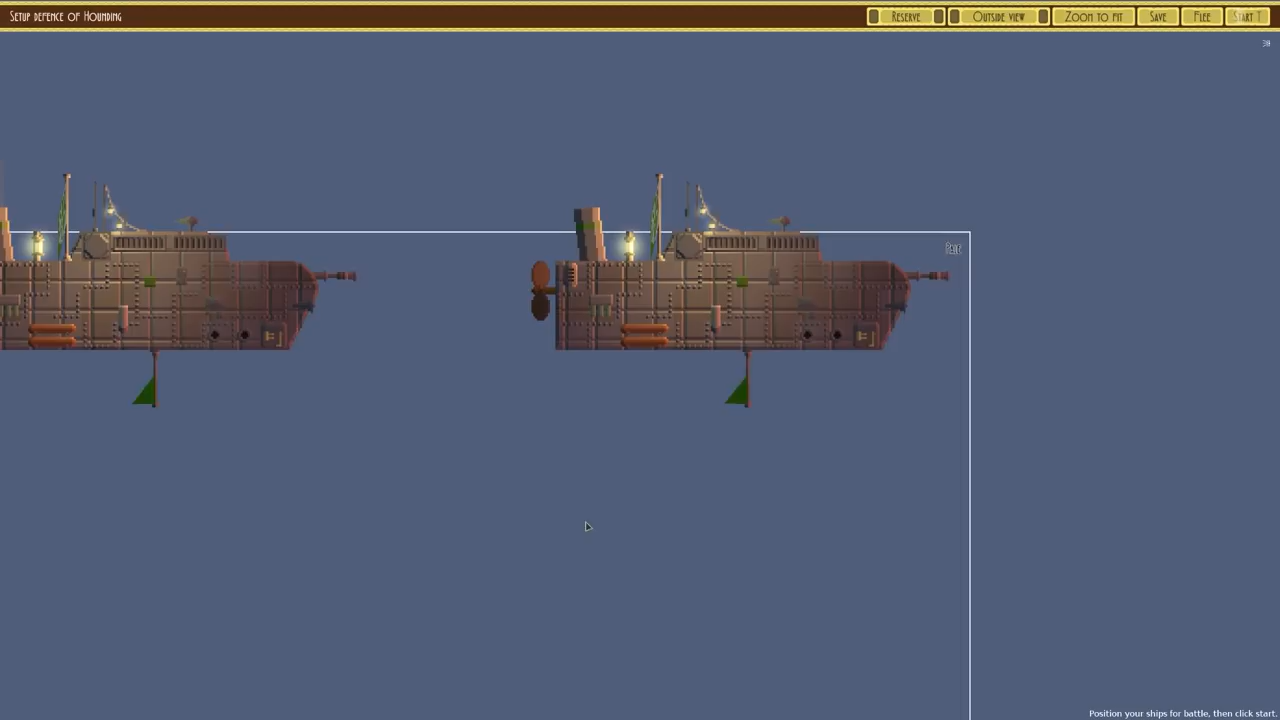 Setup defence of Hounding
Reserve
Outside view
Zoom to fit
Save
Flee
Start
Position your ships for battle, then click start.